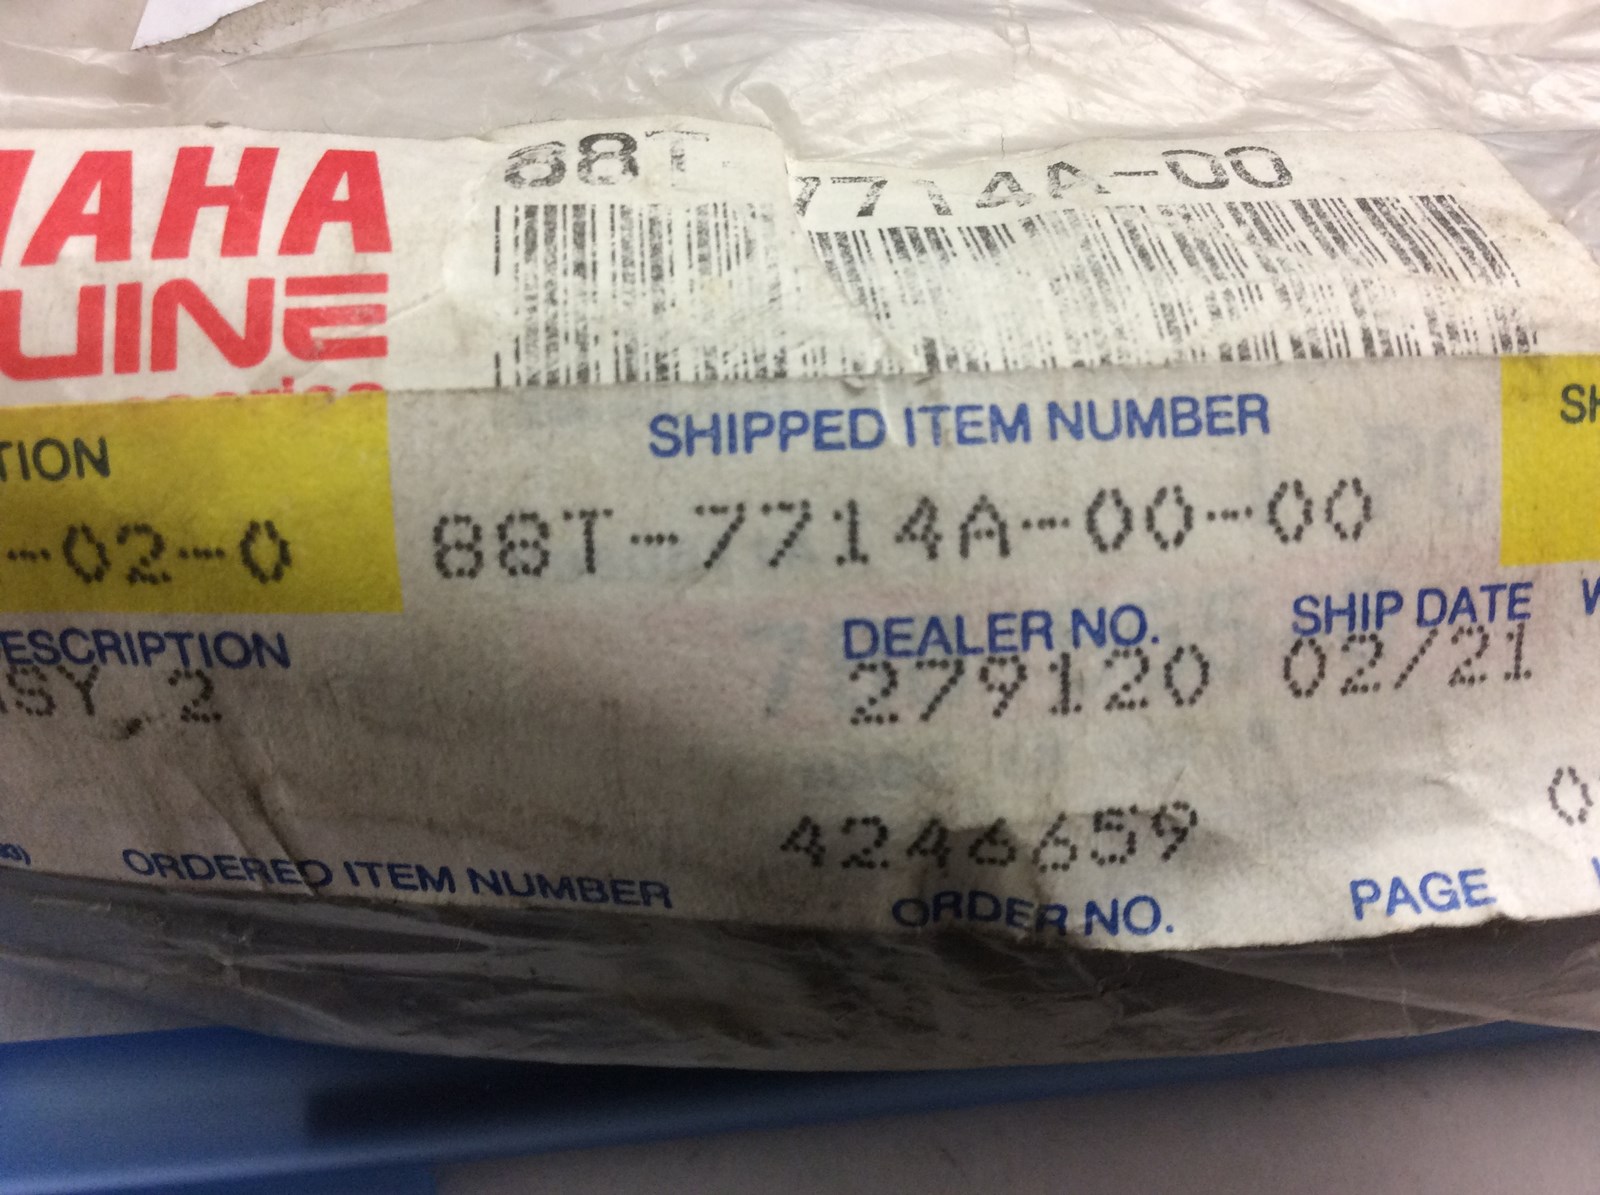 88T-7714A-00
AHA
UINE
SHIPPED ITEM NUMBER
TION
-02-0
88T-7714A-00-00
DEALER NO.
SHIP DATE
ESCRIPTION
SY, 2
279120
02/21
4246659
ORDERED ITEM NUMBER
ORDER NO.
PAGE